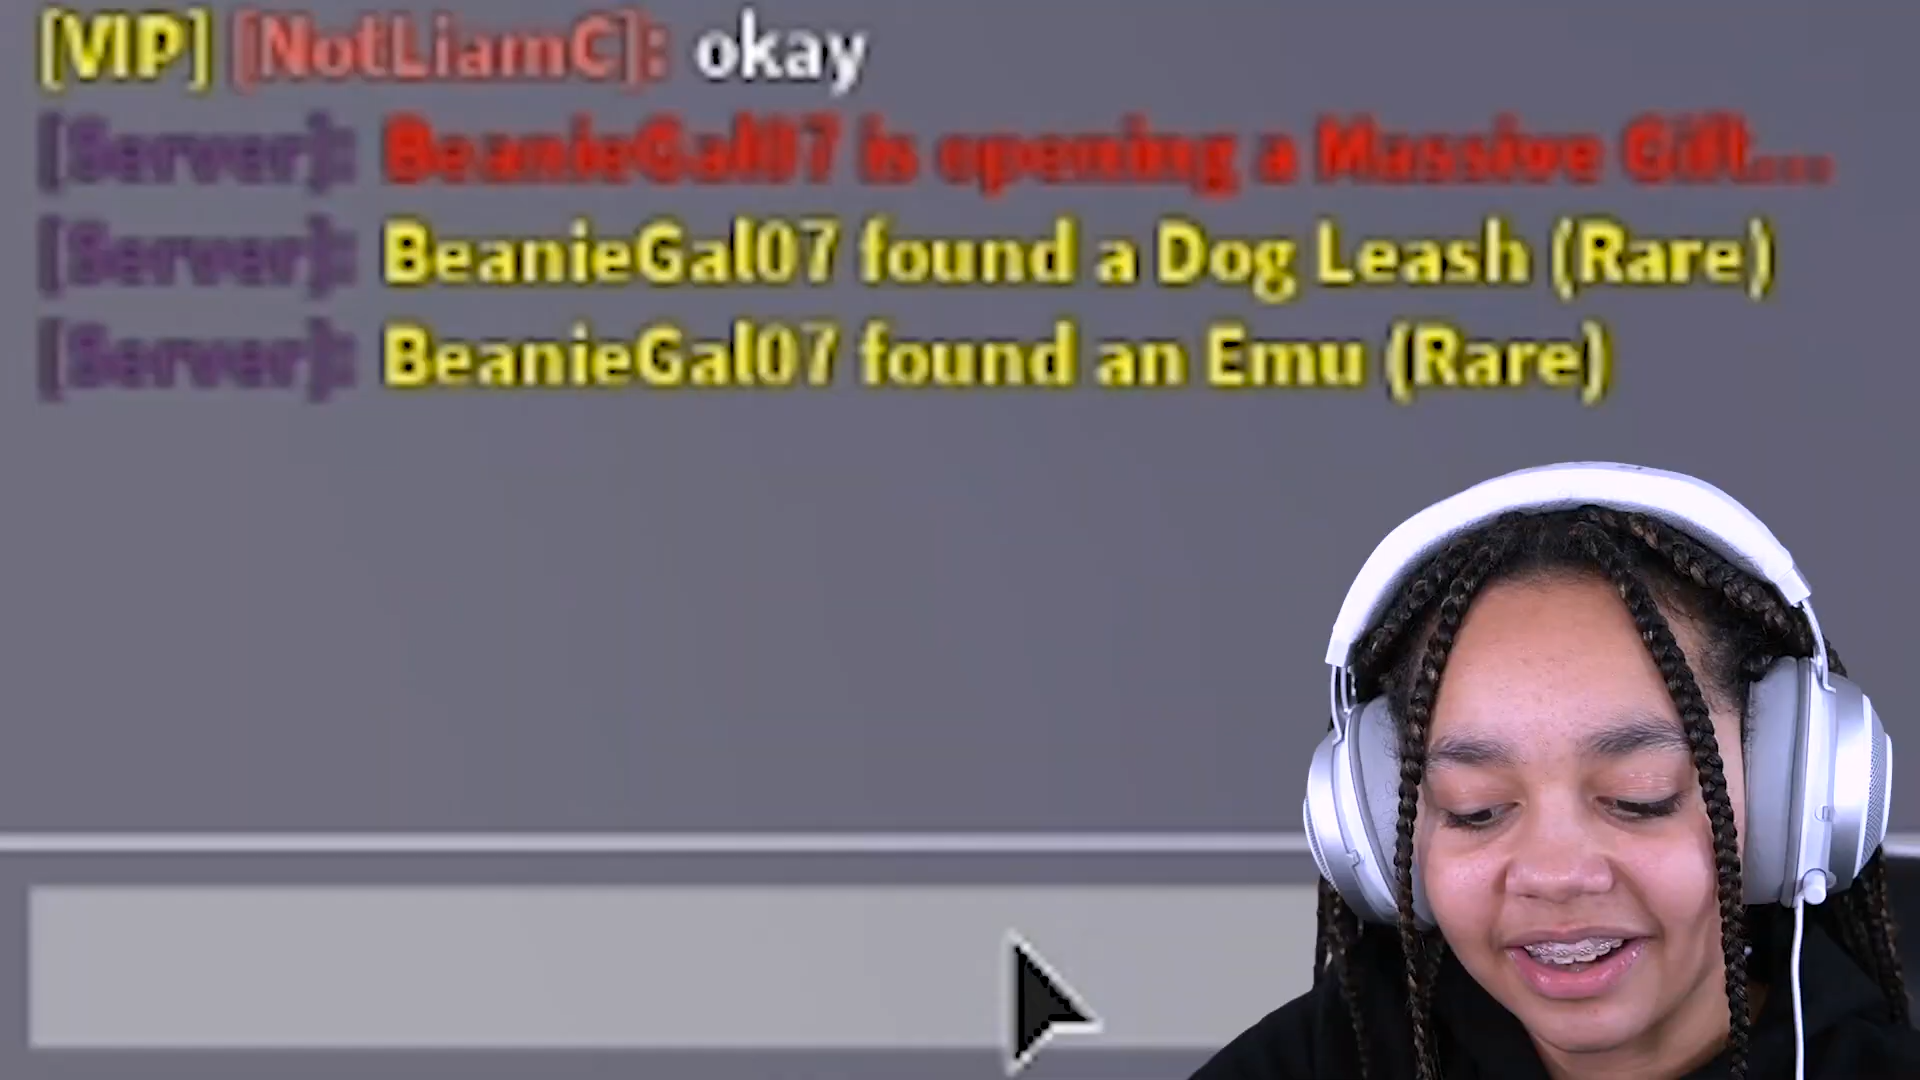 [VIP] [NotLiamC]: okay
[Server]: BeanieGal07 is opening a Massive Gift...
[Server]: BeanieGal07 found a Dog Leash (Rare)
[Server]: BeanieGal07 found an Emu (Rare)